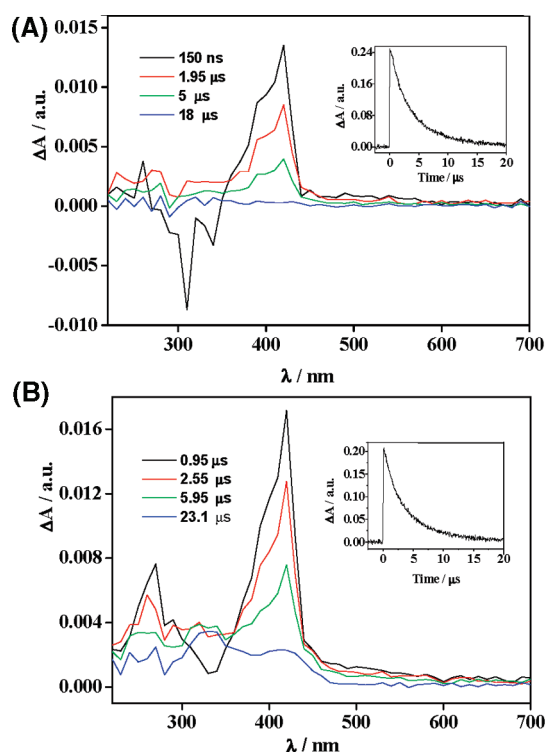 (A)
0.015
0.010
0.005
0.000
-0.005
-0.010
ΔA / a.u.
150 ns
1.95 µs
5 µs
18 µs
0.24
0.16
0.08
0.00
ΔA / a.u.
0 5 10 15 20
Time / µs
300 400 500 600 700
λ / nm
(B)
0.016
0.012
0.008
0.004
0.000
ΔA / a.u.
0.95 µs
2.55 µs
5.95 µs
23.1 µs
0.20
0.15
0.10
0.05
0.00
ΔA / a.u.
0 5 10 15 20
Time / µs
300 400 500 600 700
λ / nm